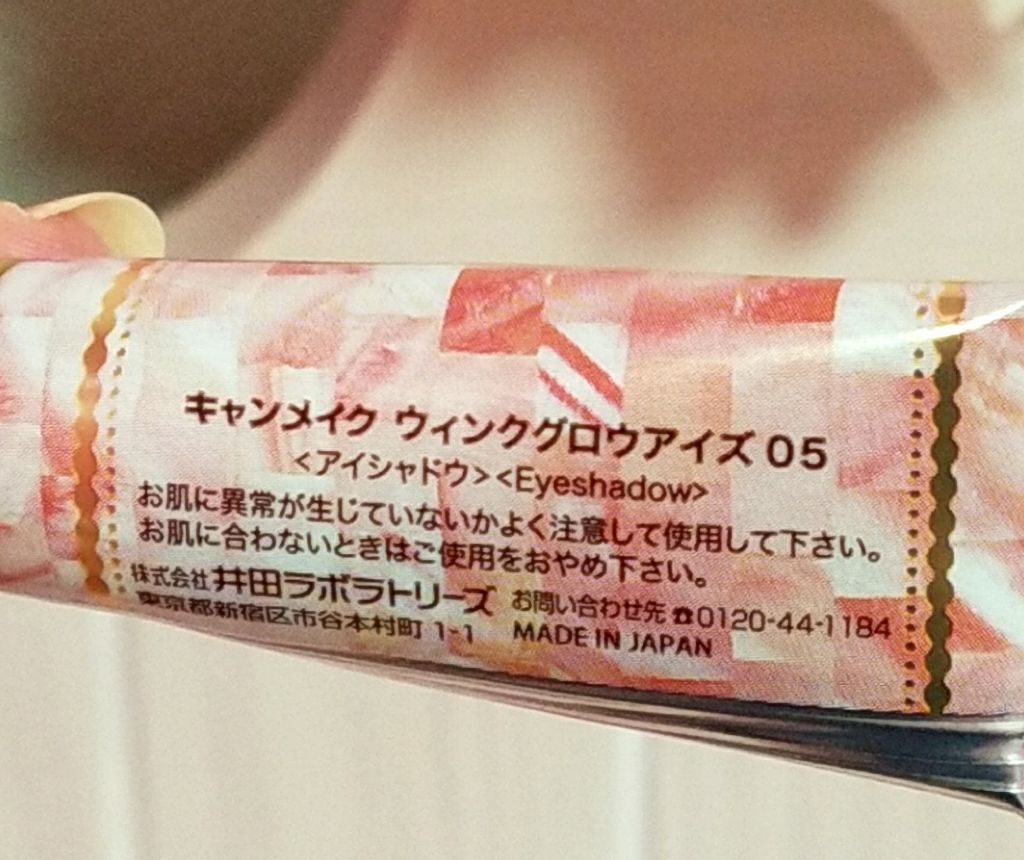 キャンメイク ウィンクグロウアイズ 05
<アイシャドウ><Eyeshadow>
お肌に異常が生じていないかよく注意して使用して下さい。
お肌に合わないときはご使用をおやめ下さい。
株式会社 井田ラボラトリーズ お問い合わせ先 ☎0120-44-1184
東京都新宿区市谷本村町 1-1 MADE IN JAPAN